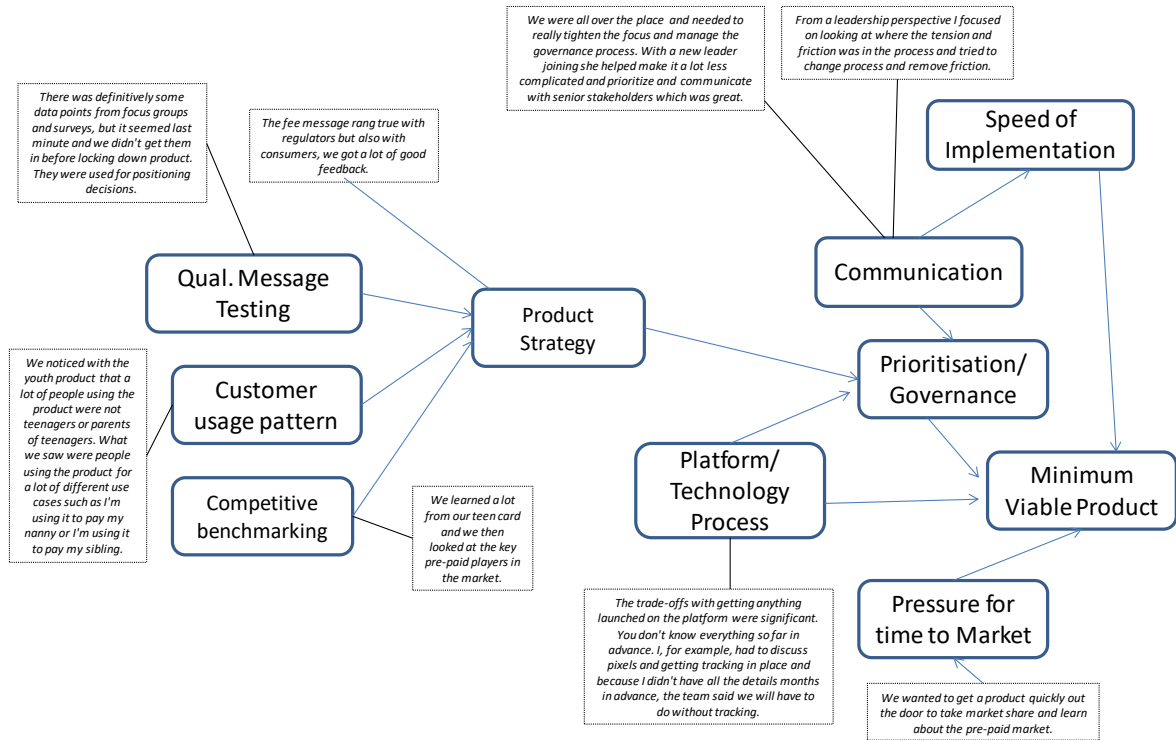 We were all over the place  and needed to
really tighten the focus and manage the
governance process. With a new leader
joining she helped make it a lot less
complicated and prioritize and communicate
with senior stakeholders which was great.
From a leadership perspective I focused
on looking at where the tension and
friction was in the process and tried to
change process and remove friction.
There was definitively some
data points from focus groups
and surveys, but it seemed last
minute and we didn't get them
in before locking down product.
They were used for positioning
decisions.
The fee message rang true with
regulators but also with
consumers, we got a lot of good
feedback.
Speed of
Implementation
Qual. Message
Testing
Communication
Product
Strategy
We noticed with the
youth product that a
lot of people using the
product were not
teenagers or parents
of teenagers. What
we saw were people
using the product for
a lot of different use
cases such as I'm
using it to pay my
nanny or I'm using it
to pay my sibling.
Customer
usage pattern
Prioritisation/
Governance
Competitive
benchmarking
We learned a lot
from our teen card
and we then
looked at the key
pre-paid players
in the market.
Platform/
Technology
Process
Minimum
Viable Product
The trade-offs with getting anything
launched on the platform were significant.
You don't know everything so far in
advance. I, for example, had to discuss
pixels and getting tracking in place and
because I didn't have all the details months
in advance, the team said we will have to
do without tracking.
Pressure for
time to Market
We wanted to get a product quickly out
the door to take market share and learn
about the pre-paid market.